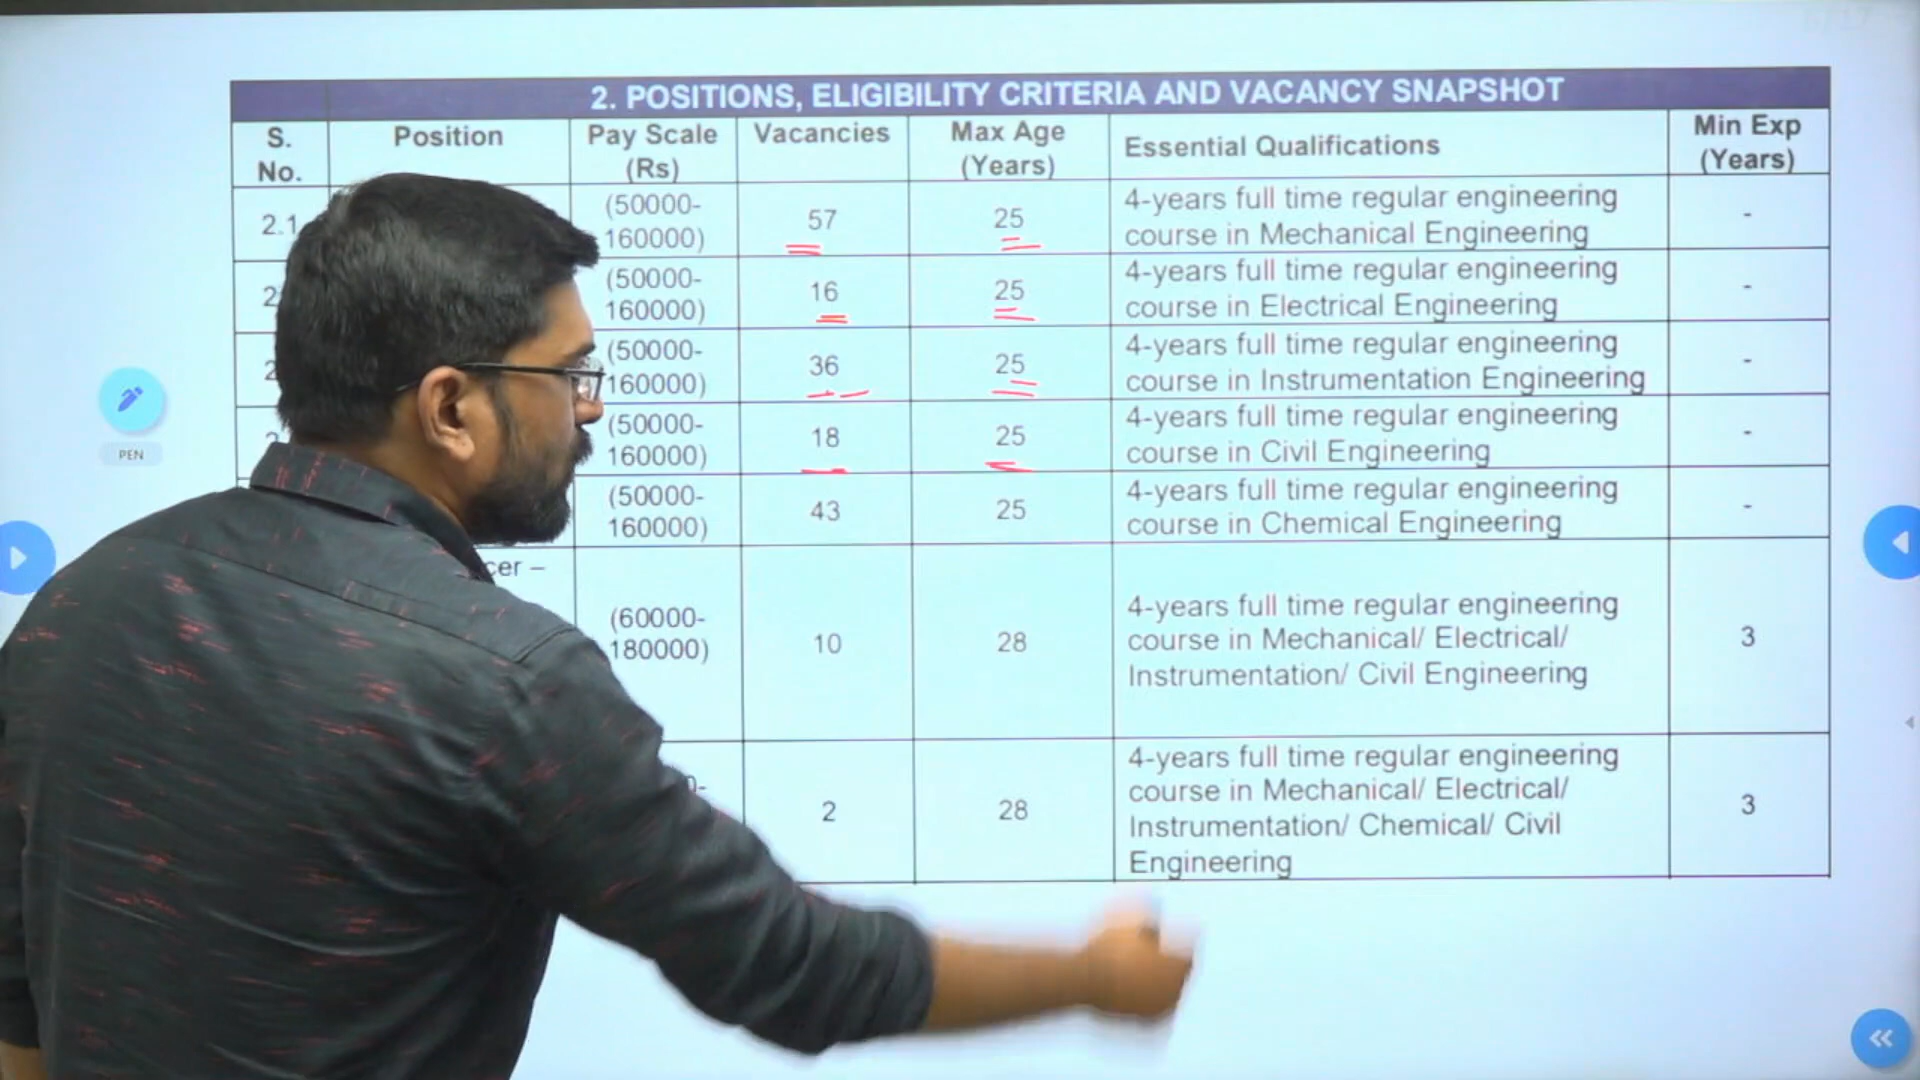 2. POSITIONS, ELIGIBILITY CRITERIA AND VACANCY SNAPSHOT
S. No. Position Pay Scale (Rs) Vacancies Max Age (Years) Essential Qualifications Min Exp (Years)
2.1 (50000-160000) 57 25 4-years full time regular engineering course in Mechanical Engineering -
(50000-160000) 16 25 4-years full time regular engineering course in Electrical Engineering -
(50000-160000) 36 25 4-years full time regular engineering course in Instrumentation Engineering -
(50000-160000) 18 25 4-years full time regular engineering course in Civil Engineering -
(50000-160000) 43 25 4-years full time regular engineering course in Chemical Engineering -
(60000-180000) 10 28 4-years full time regular engineering course in Mechanical/ Electrical/ Instrumentation/ Civil Engineering 3
2 28 4-years full time regular engineering course in Mechanical/ Electrical/ Instrumentation/ Chemical/ Civil Engineering 3
PEN